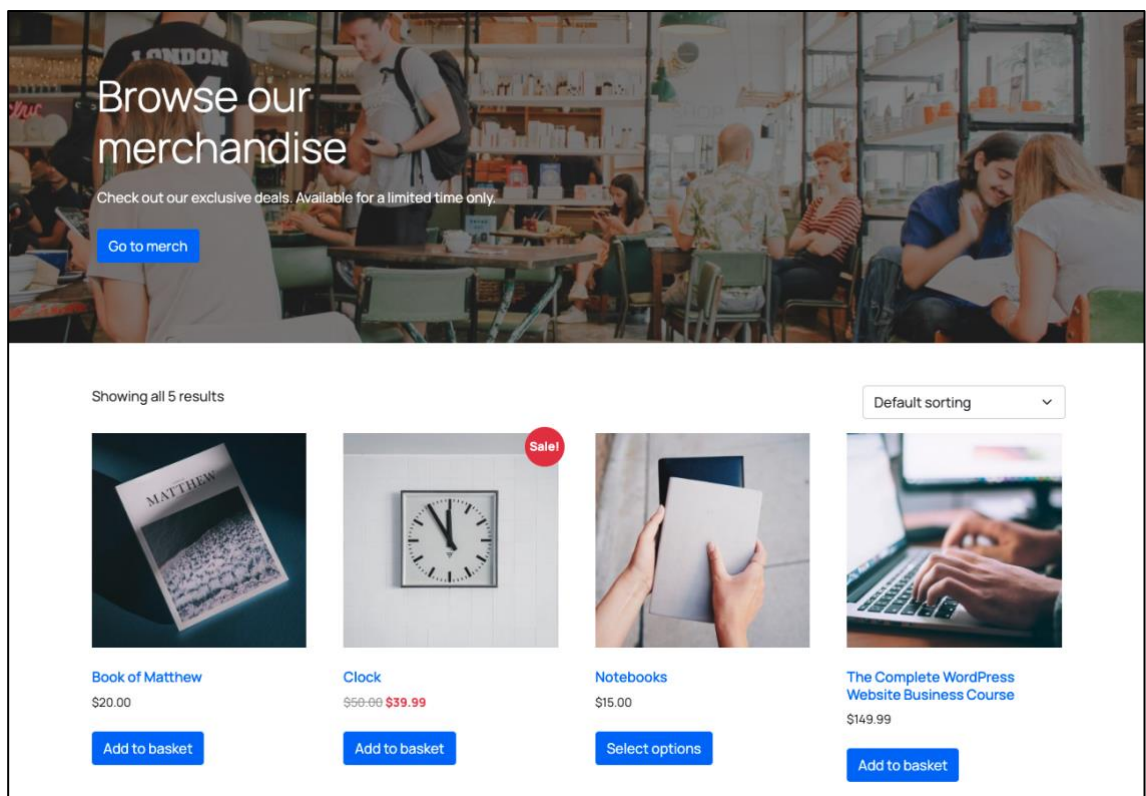 LONDON
Browse our
merchandise
Check out our exclusive deals. Available for a limited time only.
Go to merch
SHOP
Showing all 5 results
Default sorting
Sale!
MATTHEW
Book of Matthew
$20.00
Add to basket
Clock
$50.00 $39.99
Add to basket
Notebooks
$15.00
Select options
The Complete WordPress
Website Business Course
$149.99
Add to basket